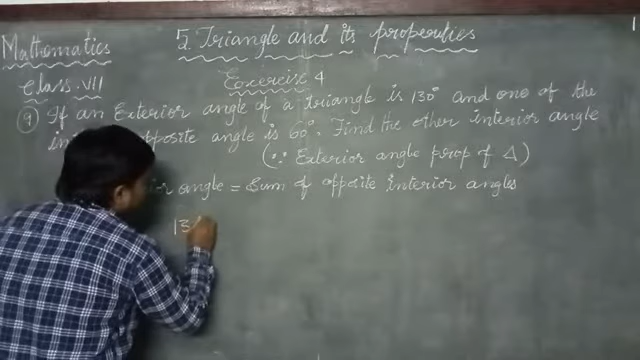 Mathematics
5. Triangle and its properties
Class VII
Exercise 4
9 If an Exterior angle of a triangle is 130° and one of the
opposite angle is 60°. Find the other interior angle
(∵ Exterior angle prop of Δ)
angle = Sum of opposite interior angles
13